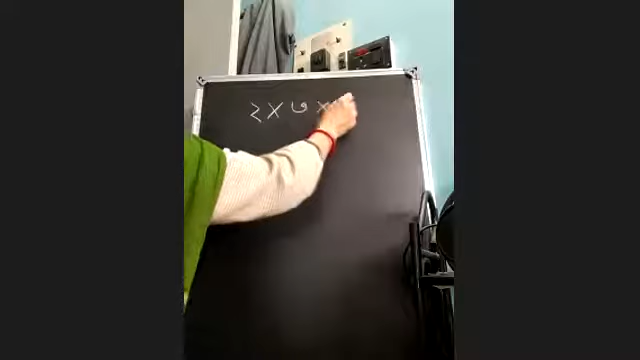 २ × ७ ×